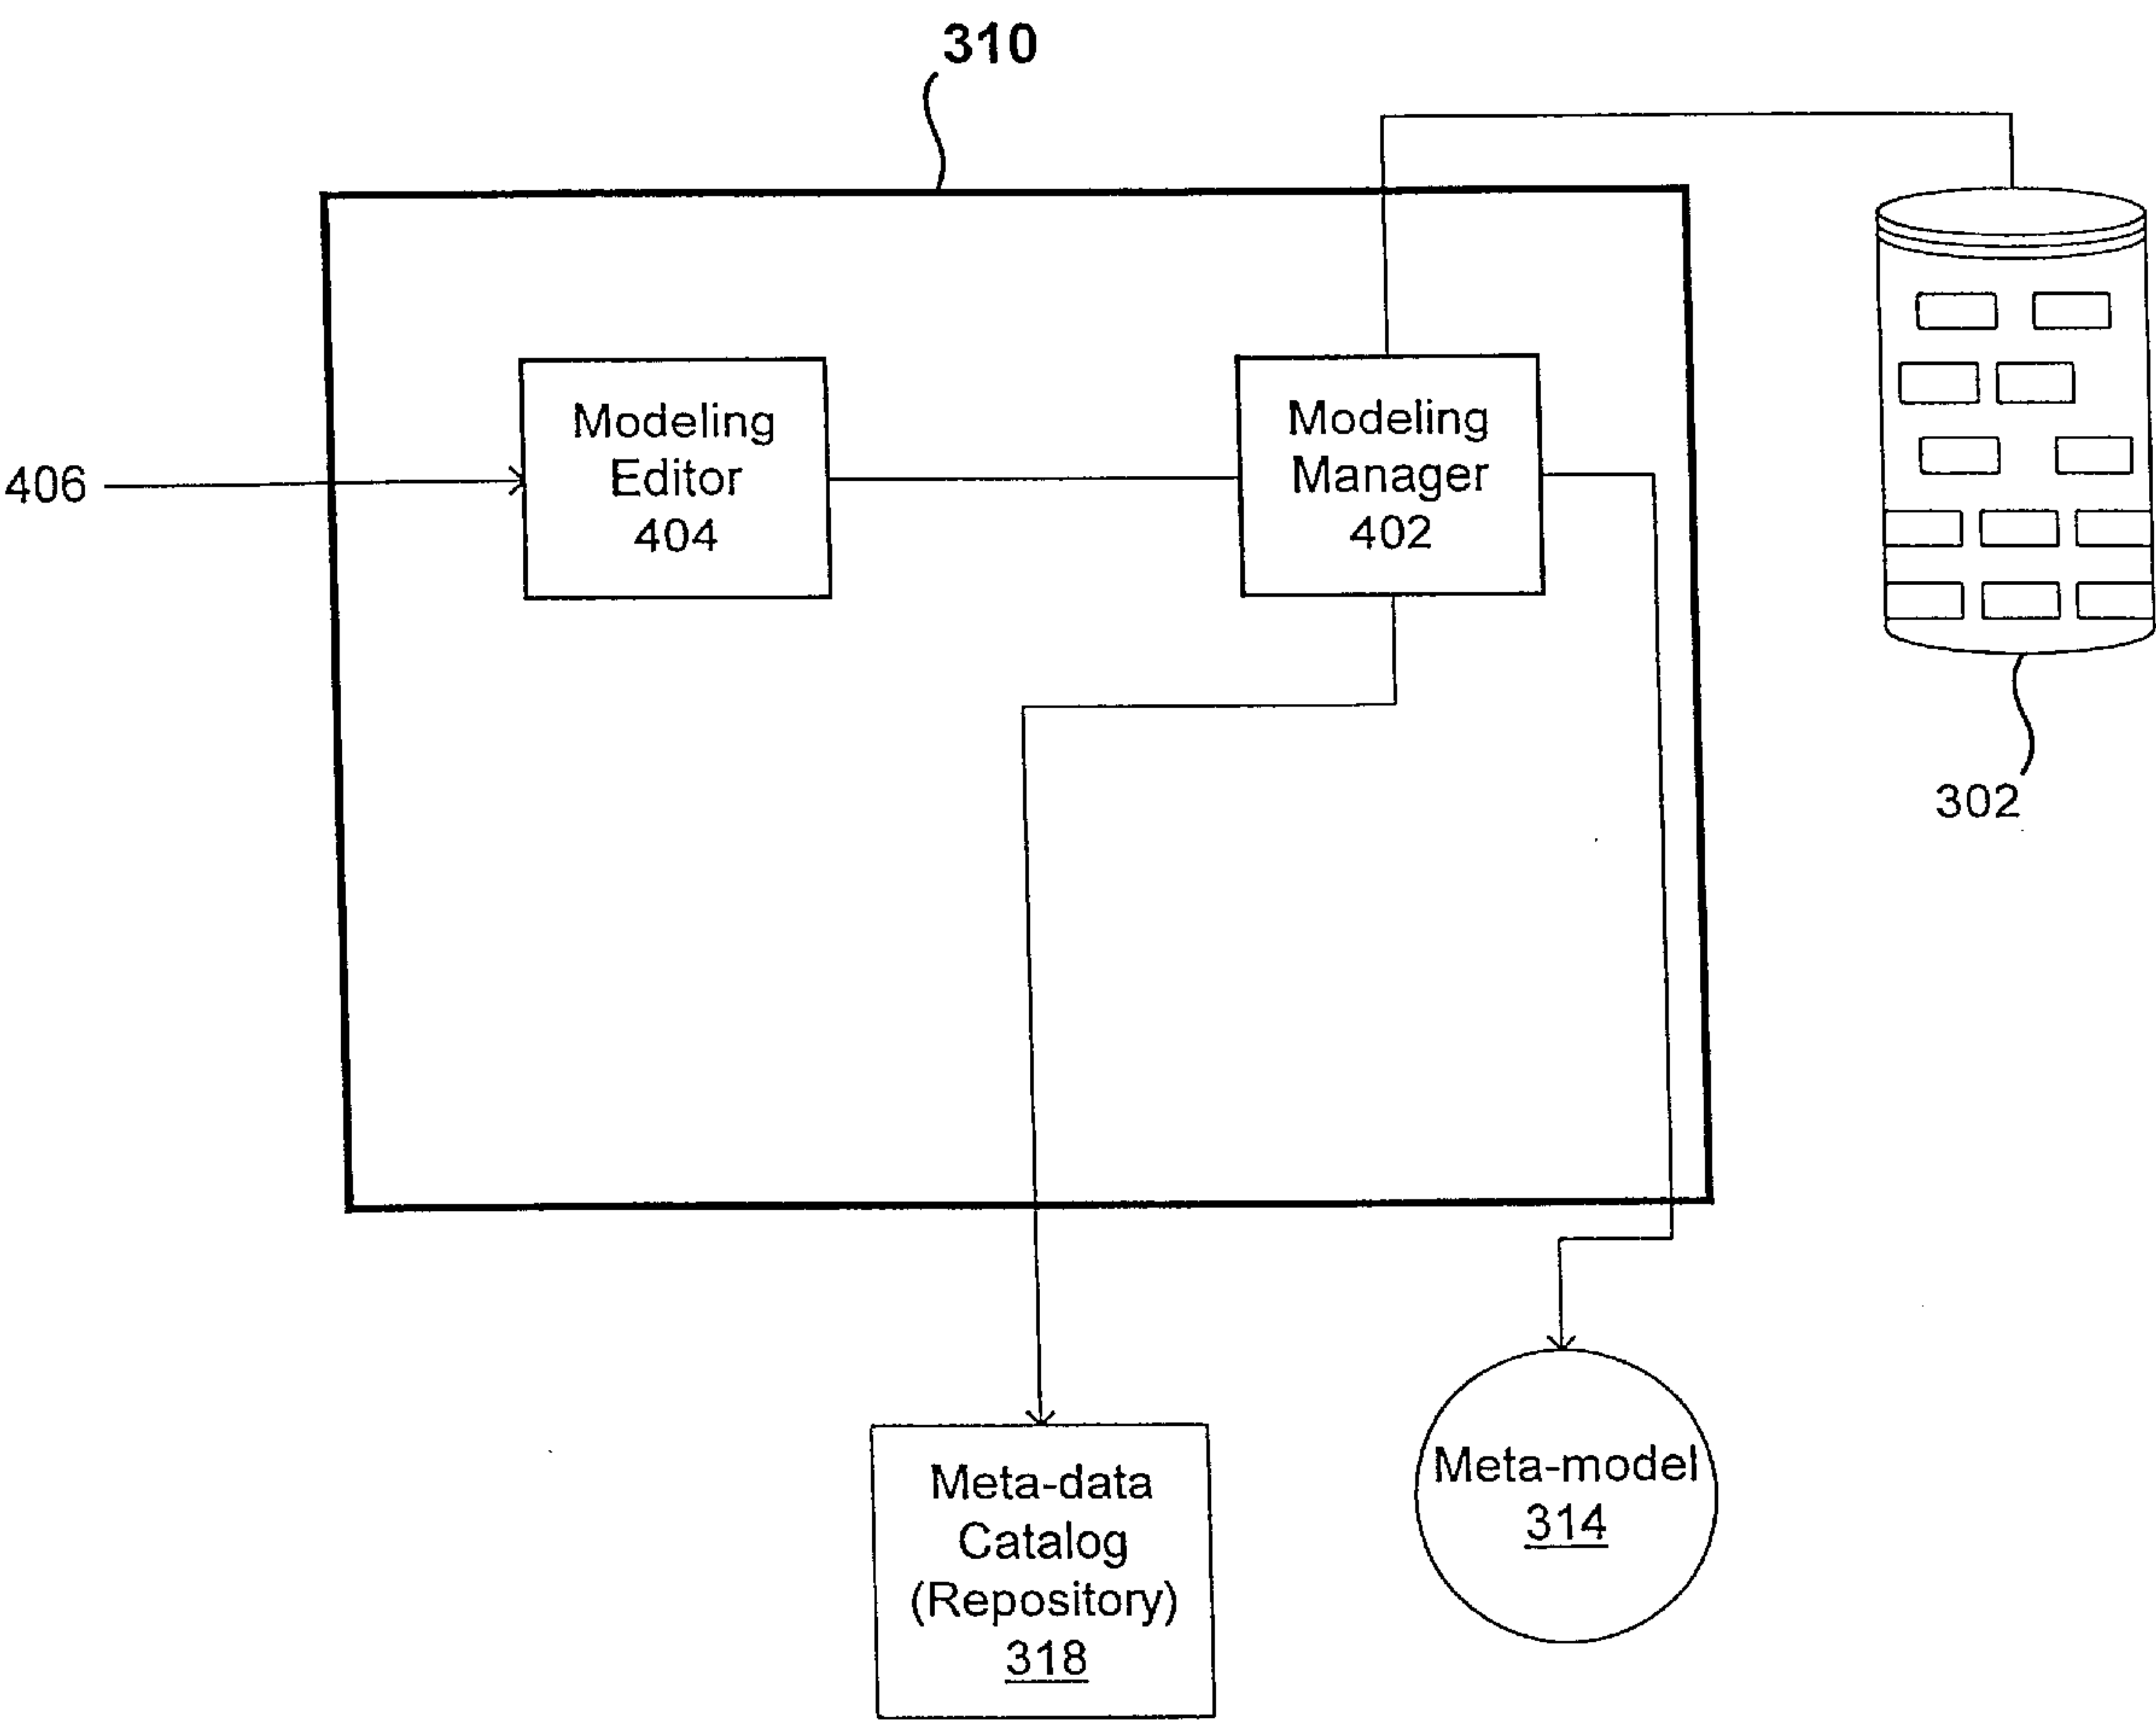 310
Modeling
Editor
404
Modeling
Manager
402
406
302
Meta-data
Catalog
(Repository)
318
Meta-model
314